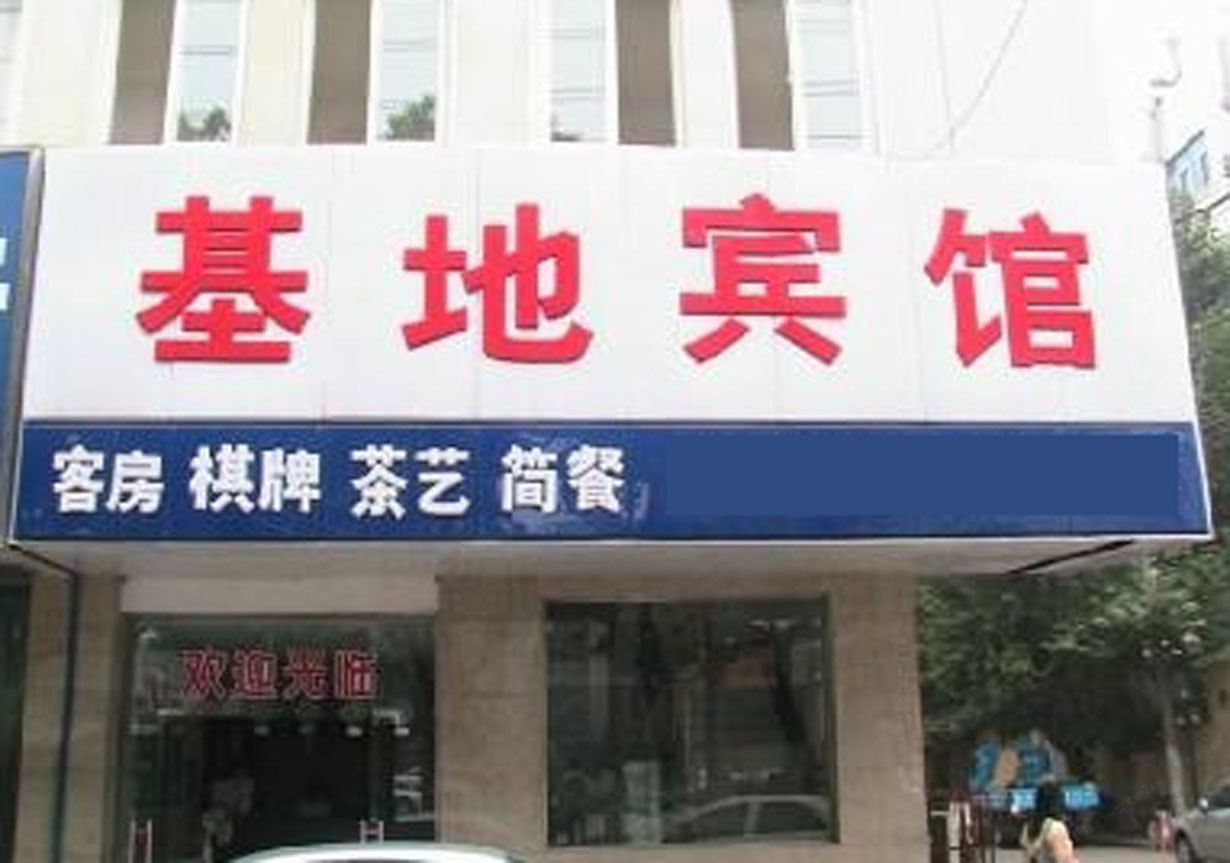 基地宾馆
客房 棋牌 茶艺 简餐
欢迎光临